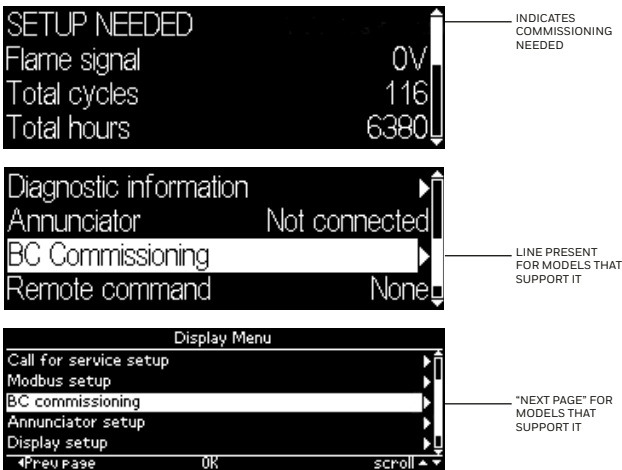 SETUP NEEDED
Flame signal 0V
Total cycles 116
Total hours 6380
INDICATES
COMMISSIONING
NEEDED
Diagnostic information
Annunciator Not connected
BC Commissioning
Remote command None
LINE PRESENT
FOR MODELS THAT
SUPPORT IT
Display Menu
Call for service setup
Modbus setup
BC commissioning
Annunciator setup
Display setup
Prev page OK scroll
"NEXT PAGE" FOR
MODELS THAT
SUPPORT IT